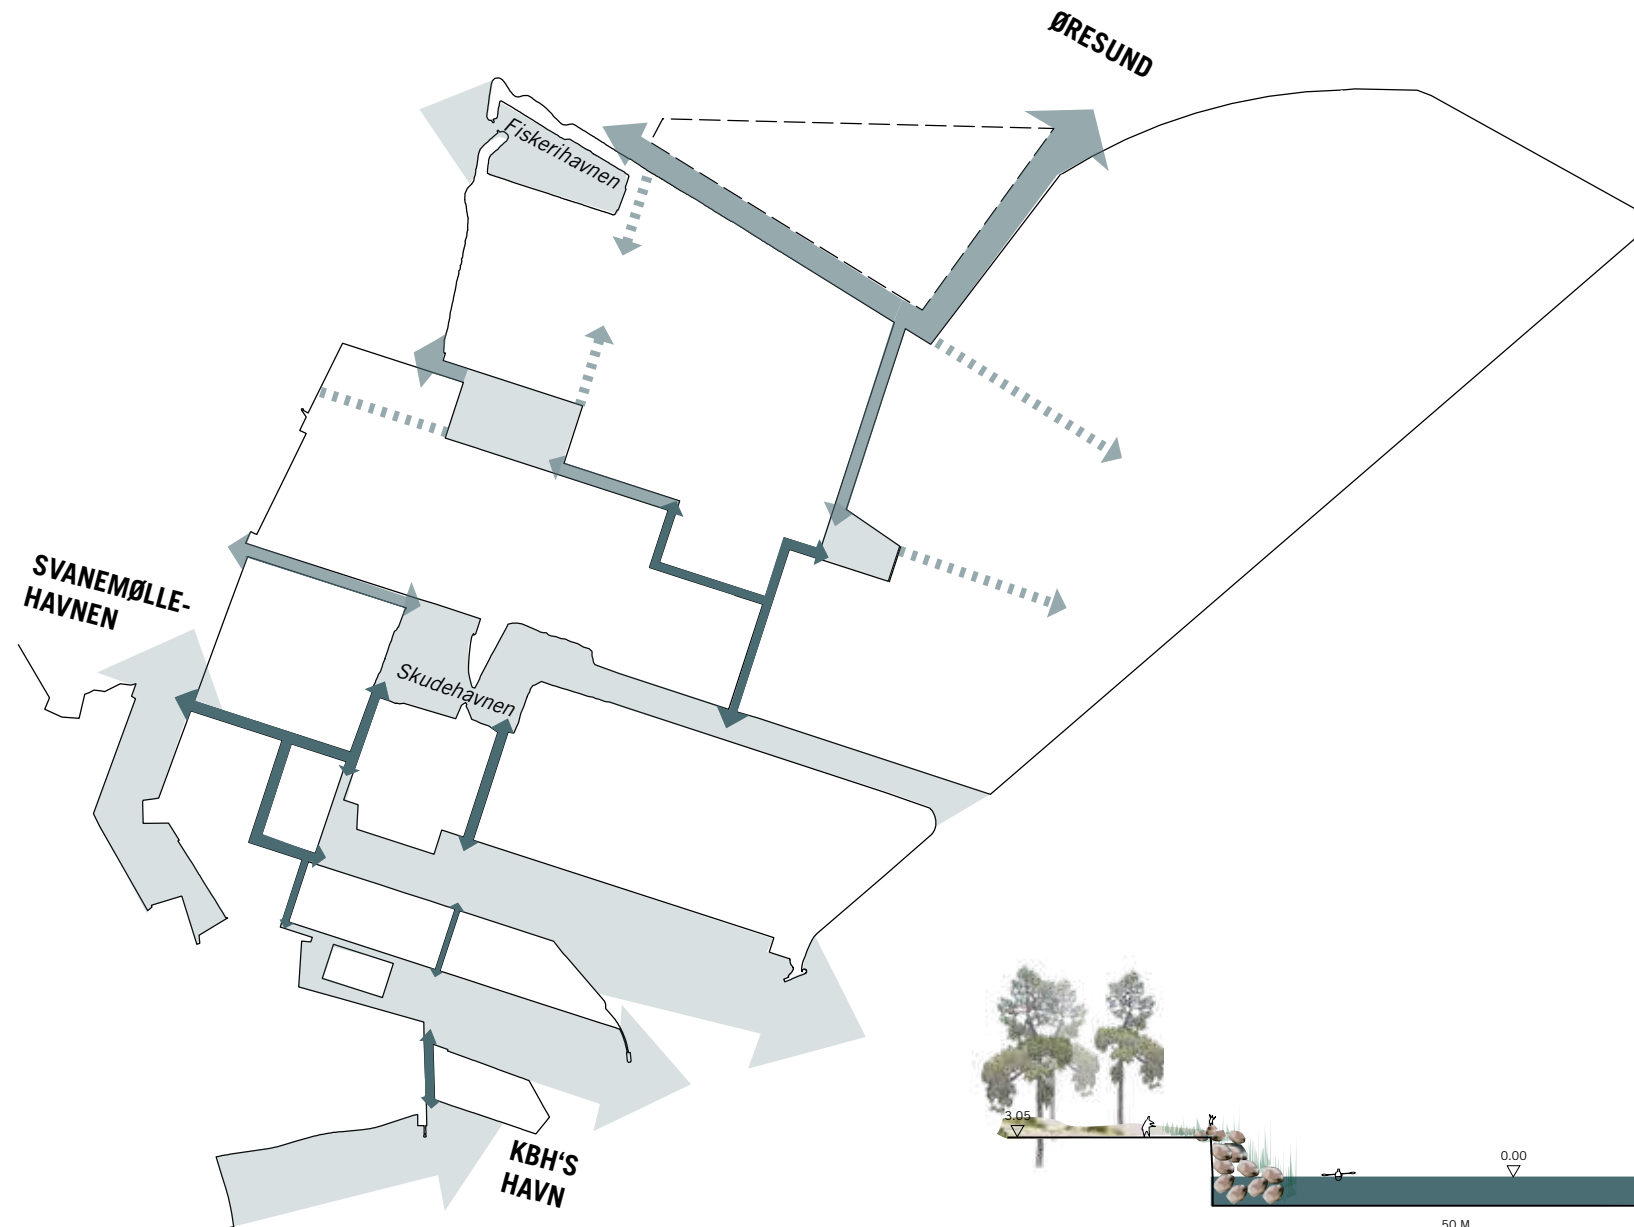 ØRESUND
Fiskerihavnen
SVANEMØLLE-
HAVNEN
Skudehavnen
KBH'S
HAVN
3.05
0.00
50 M